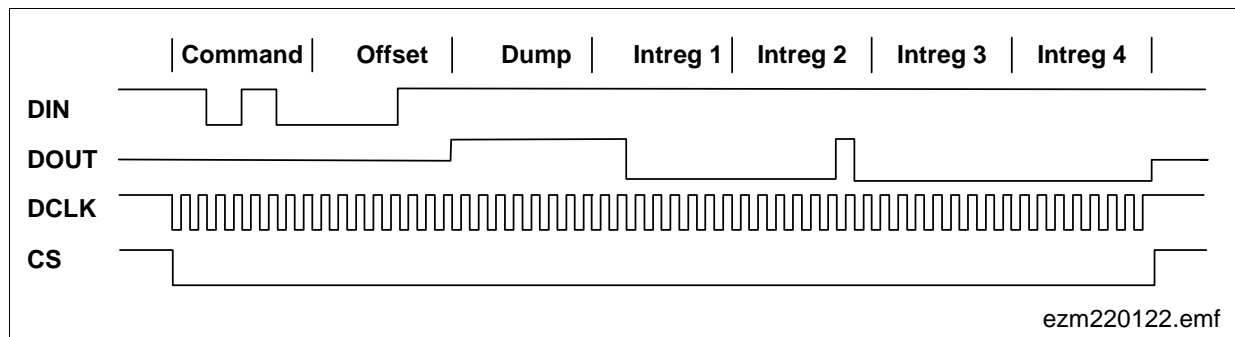 Command Offset Dump Intreg 1 Intreg 2 Intreg 3 Intreg 4
DIN
DOUT
DCLK
CS
ezm220122.emf